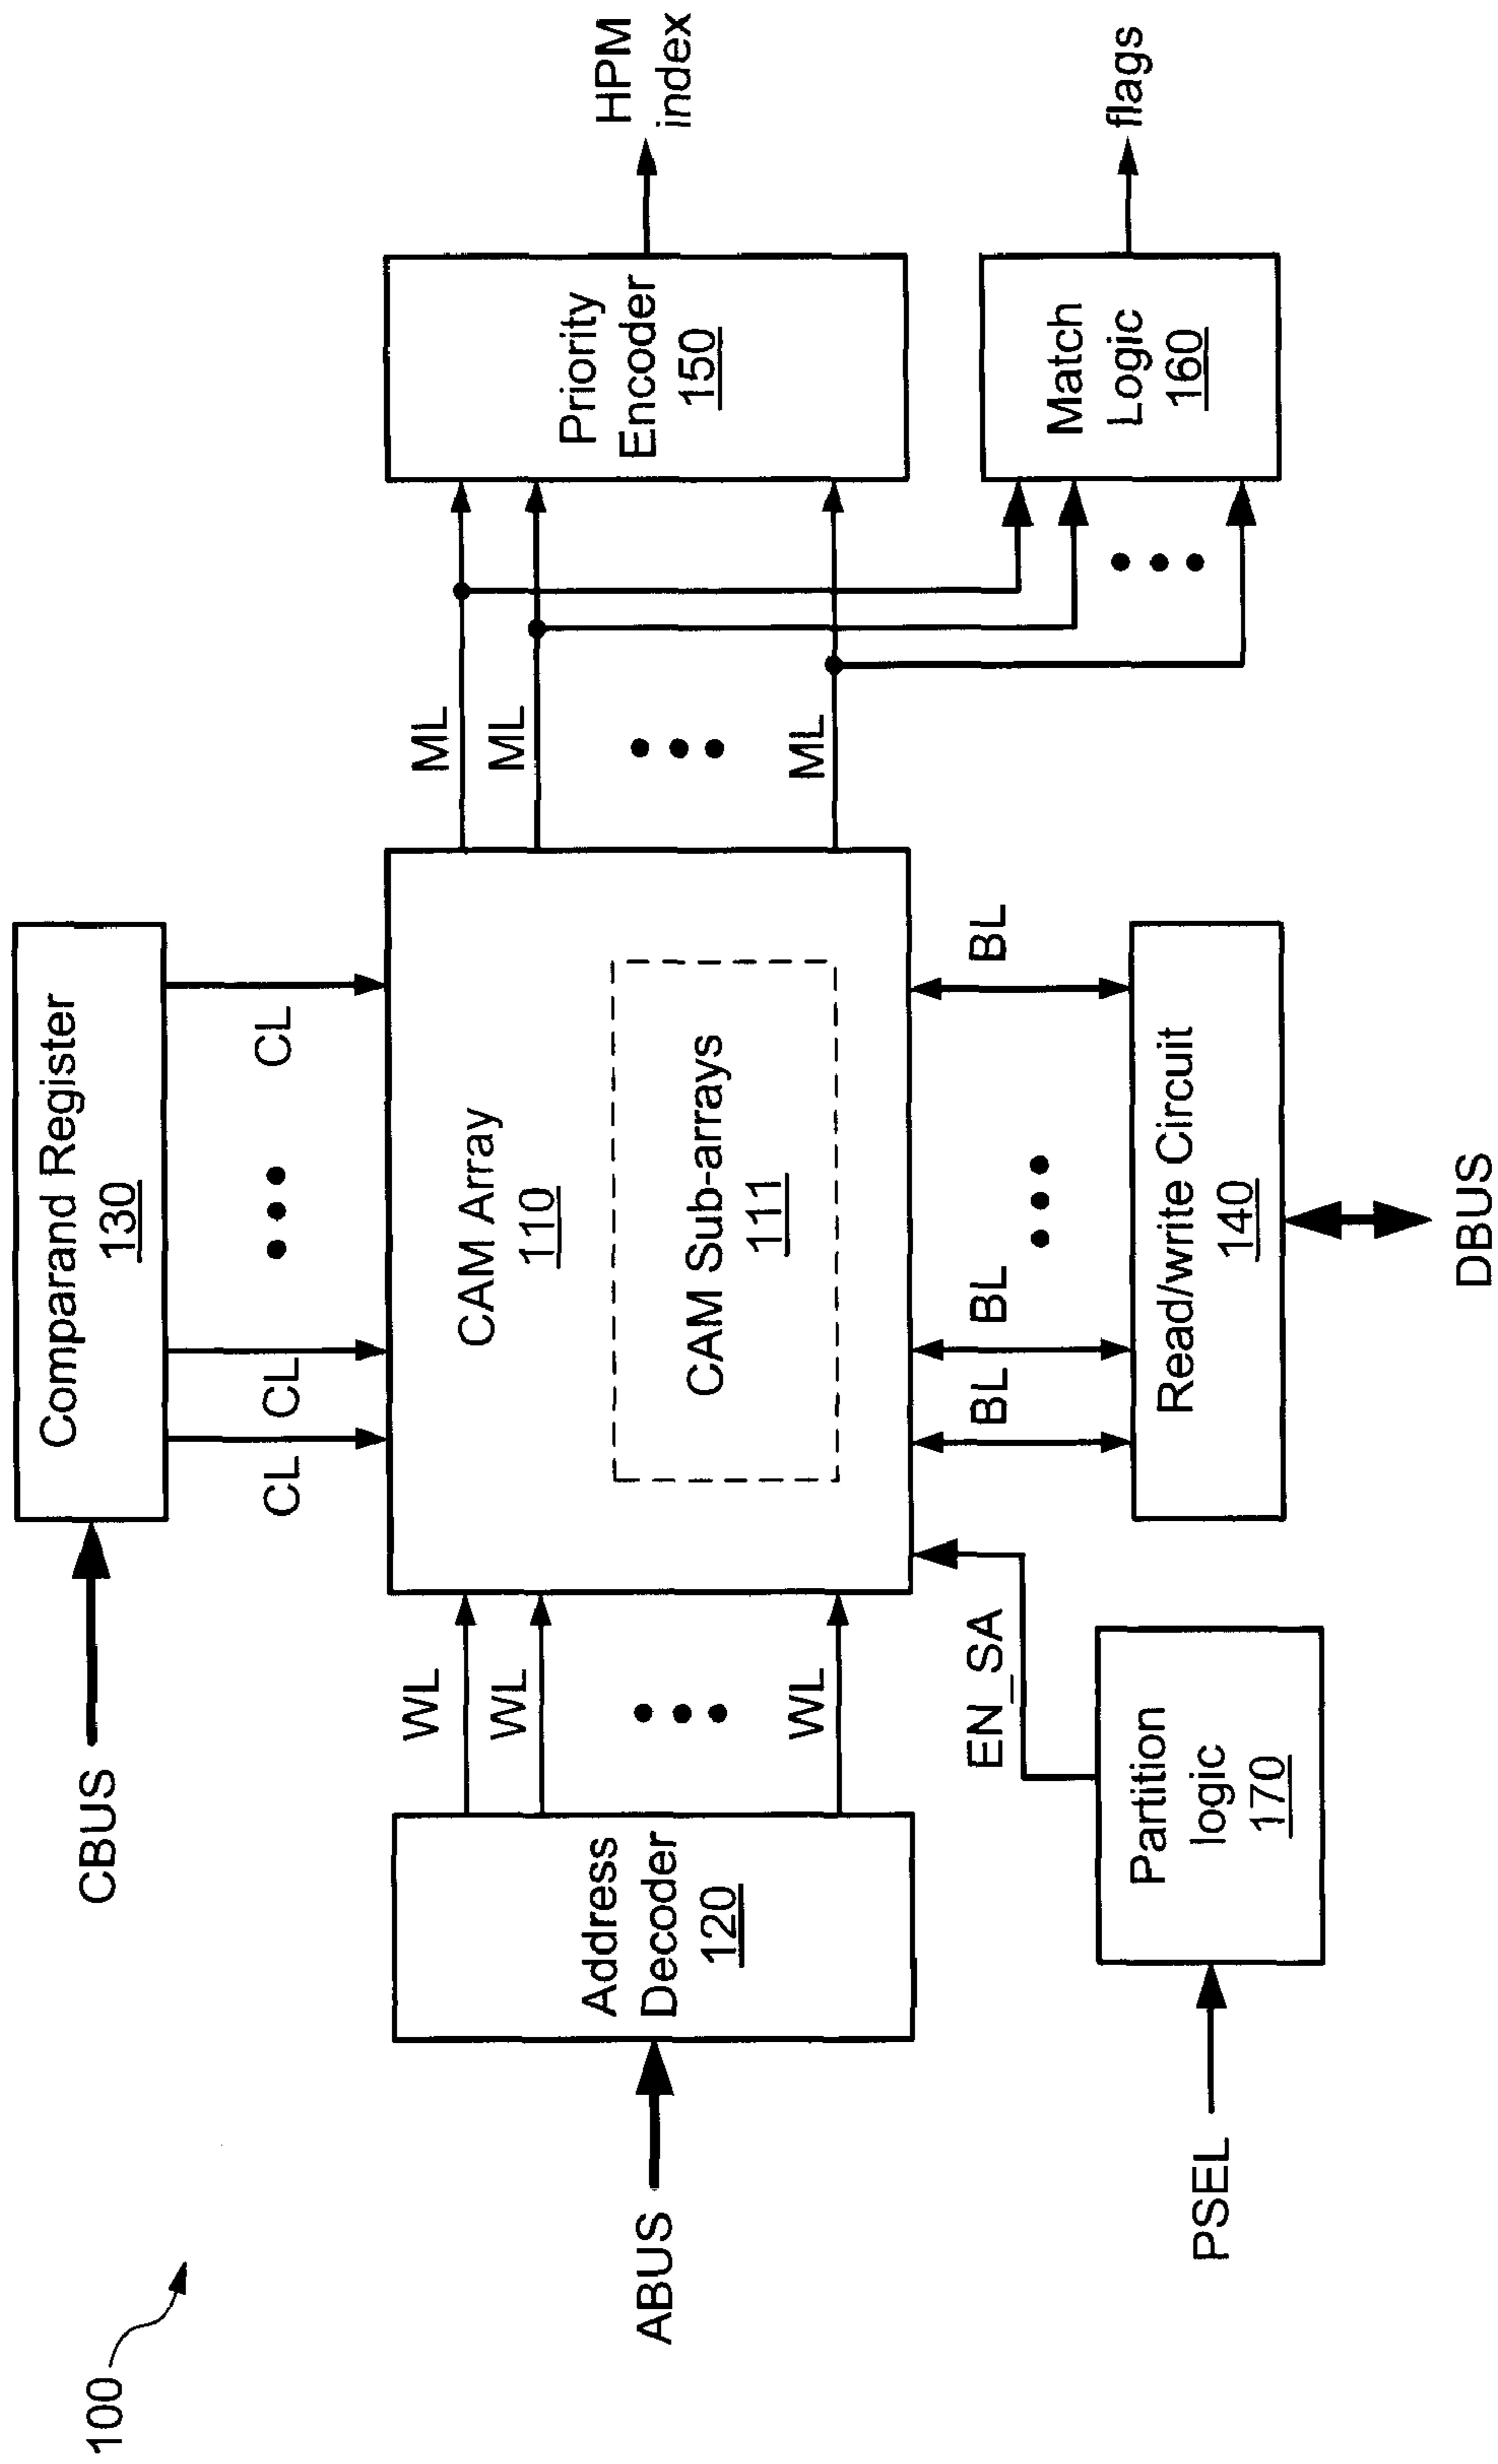 100
CBUS
Comparand Register
130
CL
CL
CL
ABUS
Address
Decoder
120
WL
WL
WL
CAM Array
110
CAM Sub-arrays
111
ML
ML
ML
Priority
Encoder
150
HPM
index
Match
Logic
160
flags
PSEL
Partition
logic
170
EN_SA
BL
BL
BL
Read/write Circuit
140
DBUS